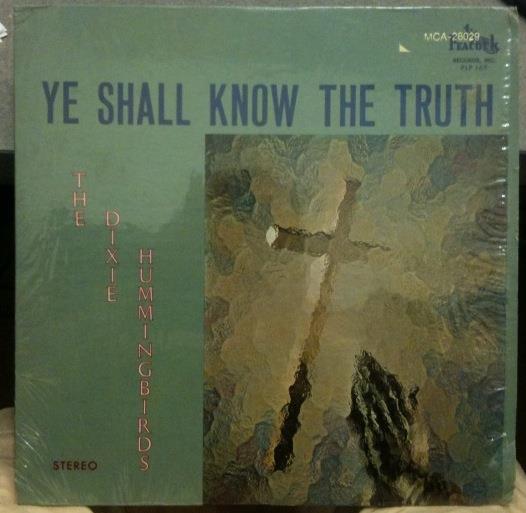 MCA-28029
PEACOCK
RECORDS, INC.
YE SHALL KNOW THE TRUTH
THE
DIXIE
HUMMINGBIRDS
STEREO